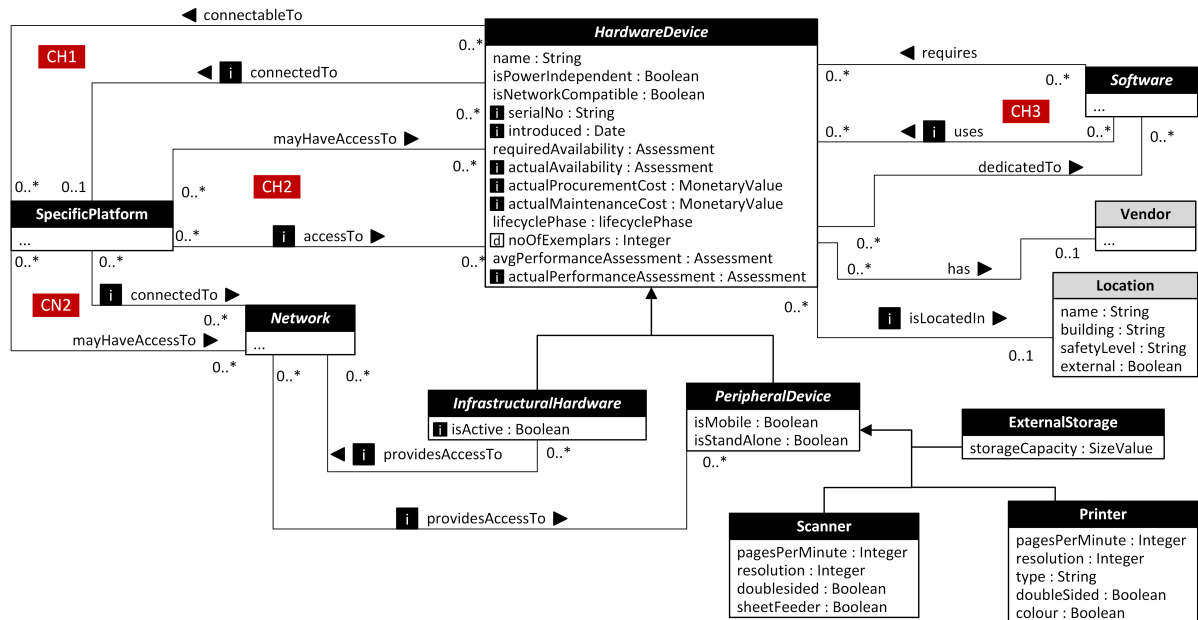 connectableTo
CH1
0..*
i connectedTo
0..*
mayHaveAccessTo
0..*
0..*
0..1
0..*
CH2
SpecificPlatform
...
0..*
i accessTo
0..*
0..*
0..*
CN2
i connectedTo
0..*
mayHaveAccessTo
0..*
Network
...
0..*
0..*
HardwareDevice
name : String
isPowerIndependent : Boolean
isNetworkCompatible : Boolean
i serialNo : String
i introduced : Date
requiredAvailability : Assessment
i actualAvailability : Assessment
i actualProcurementCost : MonetaryValue
i actualMaintenanceCost : MonetaryValue
lifecyclePhase : lifecyclePhase
d noOfExemplars : Integer
avgPerformanceAssessment : Assessment
i actualPerformanceAssessment : Assessment
requires
0..*
0..*
CH3
Software
...
0..*
i uses
0..*
0..*
dedicatedTo
0..*
Vendor
...
0..*
has
0..1
Location
name : String
building : String
safetyLevel : String
external : Boolean
0..*
i isLocatedIn
0..1
InfrastructuralHardware
i isActive : Boolean
i providesAccessTo
0..*
PeripheralDevice
isMobile : Boolean
isStandAlone : Boolean
0..*
i providesAccessTo
ExternalStorage
storageCapacity : SizeValue
Scanner
pagesPerMinute : Integer
resolution : Integer
doublesided : Boolean
sheetFeeder : Boolean
Printer
pagesPerMinute : Integer
resolution : Integer
type : String
doubleSided : Boolean
colour : Boolean